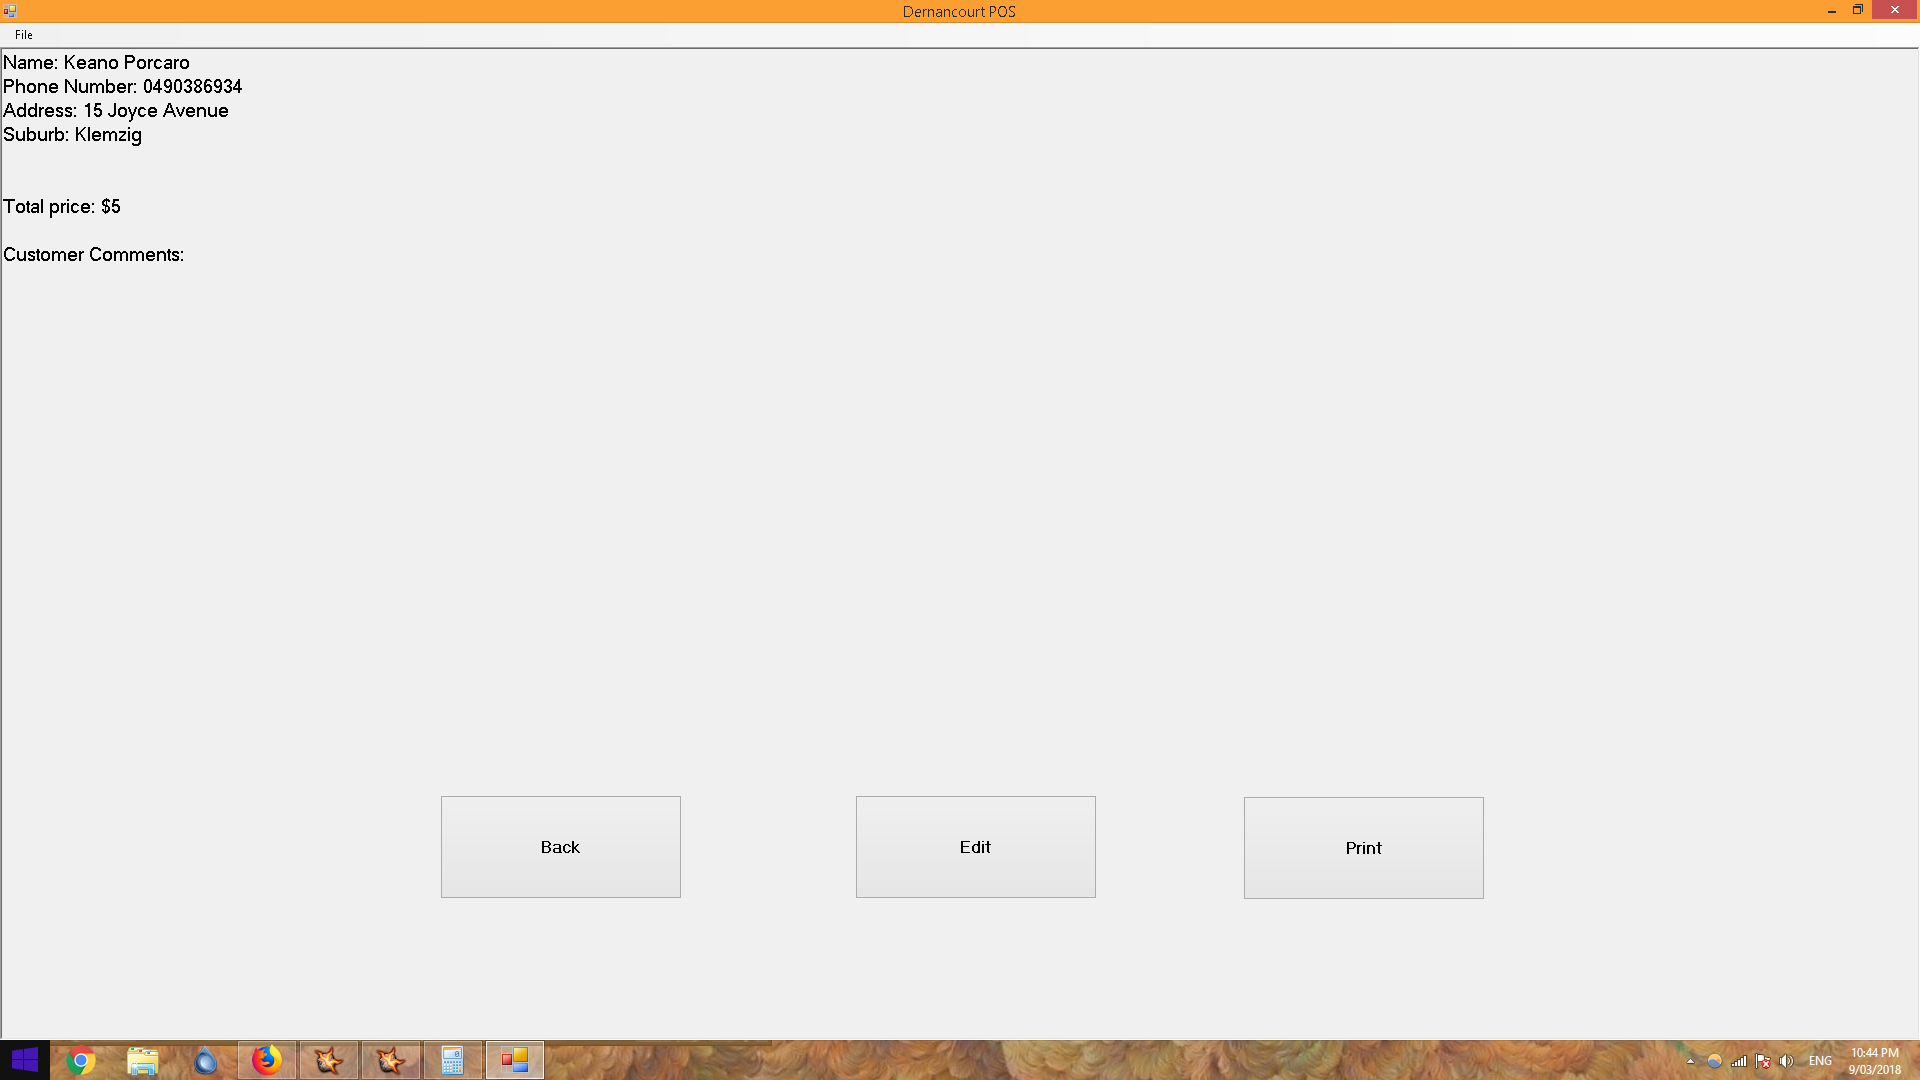 Dernancourt POS
File
Name: Keano Porcaro
Phone Number: 0490386934
Address: 15 Joyce Avenue
Suburb: Klemzig
Total price: $5
Customer Comments:
Back
Edit
Print
ENG
10:44 PM
9/03/2018